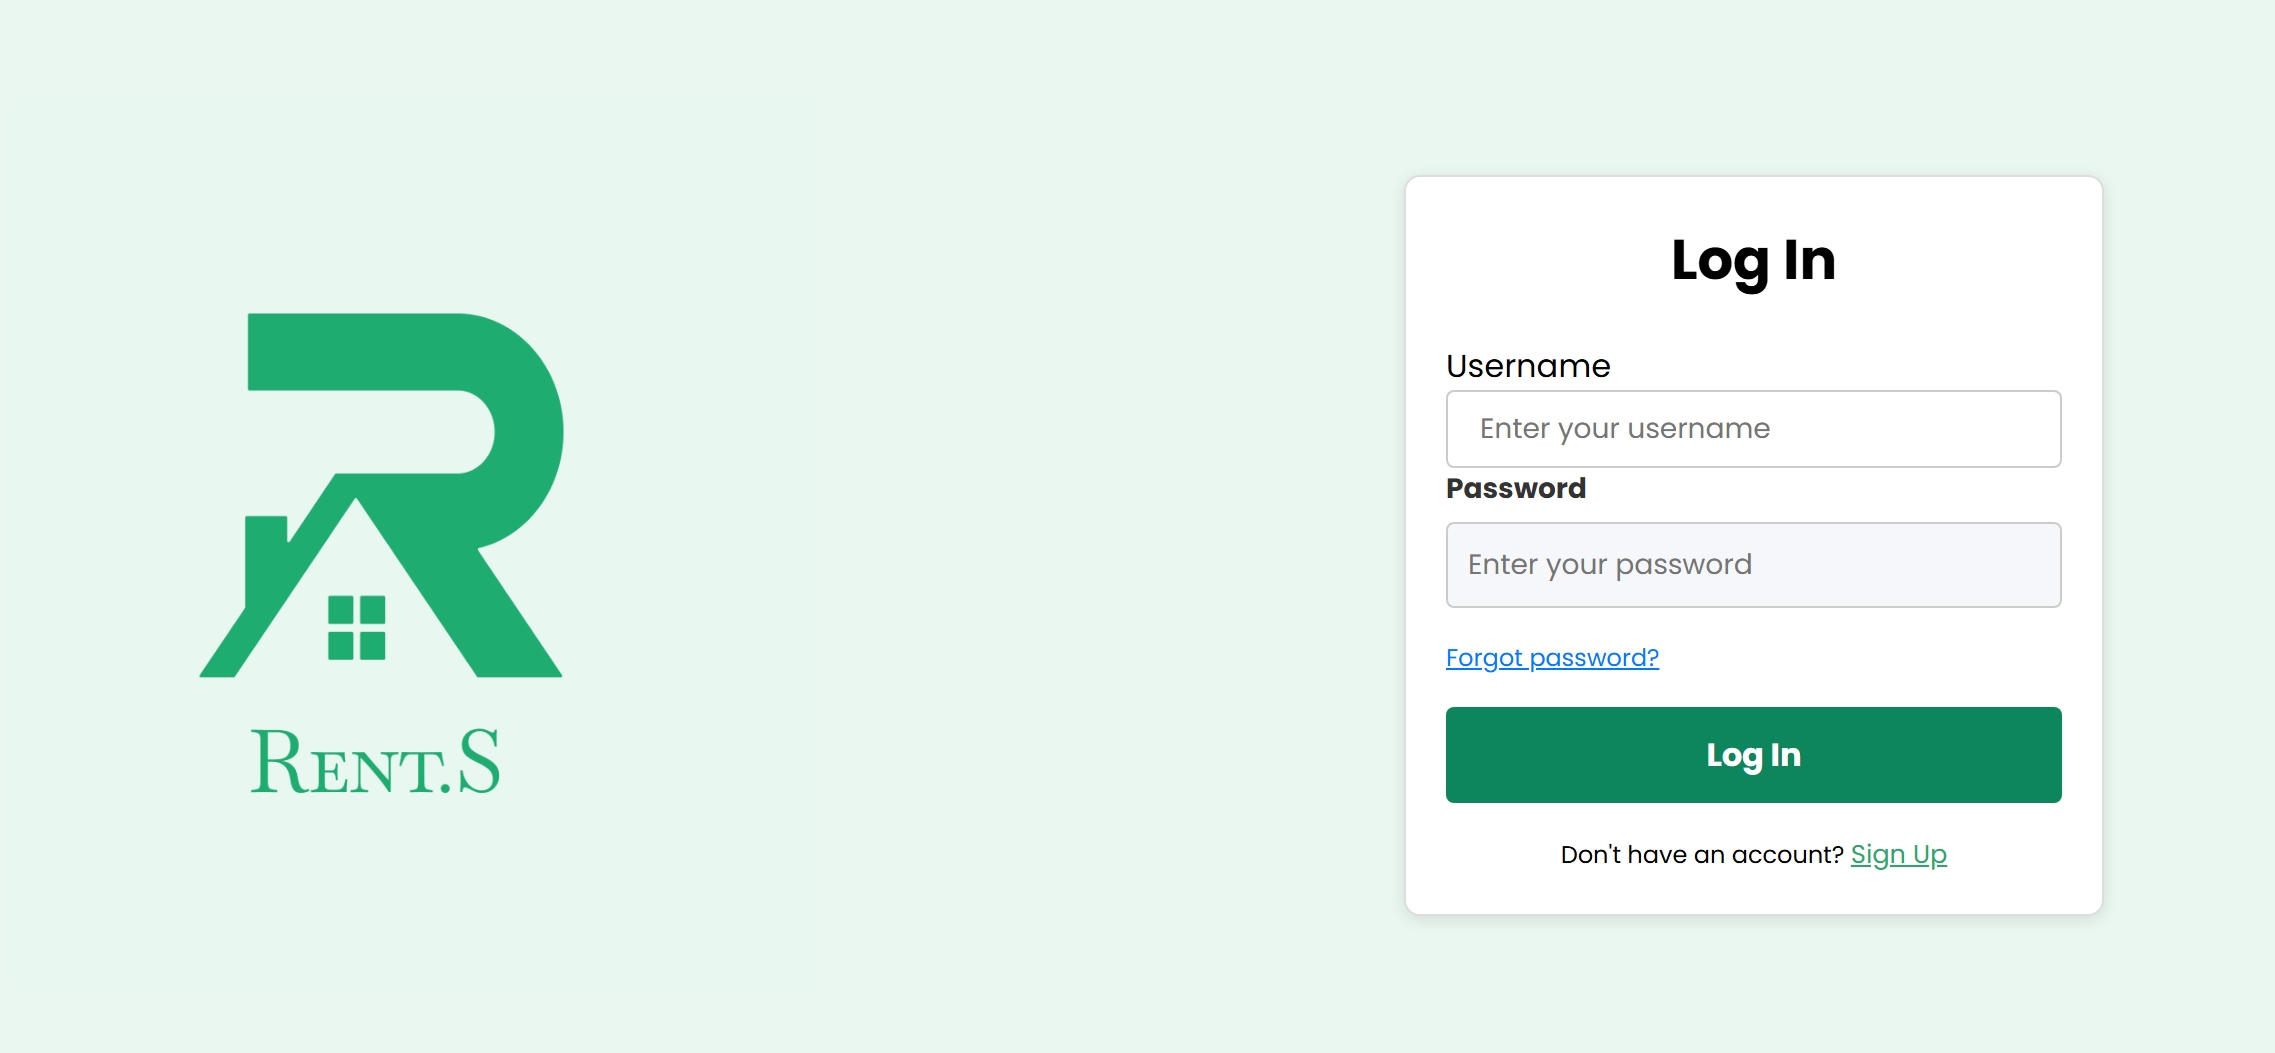 Rent.S
Log In
Username
Enter your username
Password
Enter your password
Forgot password?
Log In
Don't have an account? Sign Up